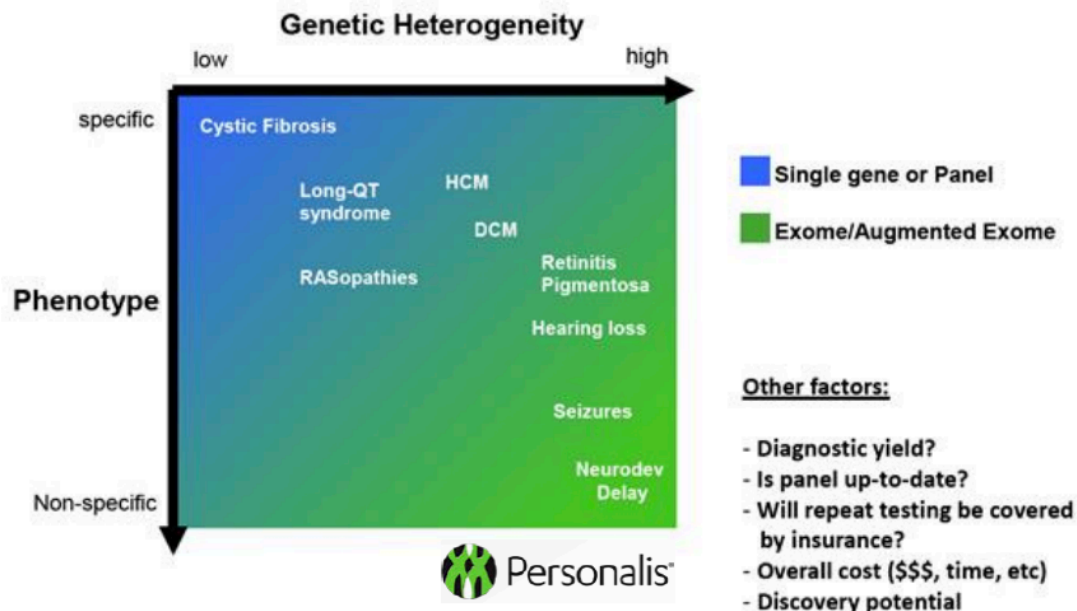 Genetic Heterogeneity
low
high
specific
Cystic Fibrosis
Long-QT
syndrome
HCM
DCM
RASopathies
Retinitis
Pigmentosa
Hearing loss
Seizures
Neurodev
Delay
Phenotype
Non-specific
Single gene or Panel
Exome/Augmented Exome
Other factors:
- Diagnostic yield?
- Is panel up-to-date?
- Will repeat testing be covered
by insurance?
- Overall cost ($$$, time, etc)
- Discovery potential
Personalis